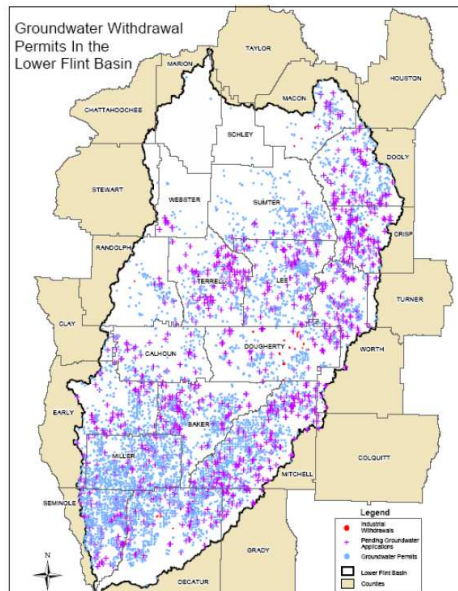 Groundwater Withdrawal
Permits In the
Lower Flint Basin
TAYLOR
MARION
HOUSTON
MACON
CHATTAHOOCHEE
SCHLEY
DOOLY
STEWART
WEBSTER
SUMTER
CRISP
RANDOLPH
TERRELL
LEE
TURNER
CLAY
DOUGHERTY
WORTH
CALHOUN
EARLY
BAKER
COLQUITT
MILLER
MITCHELL
SEMINOLE
GRADY
DECATUR
N
Legend
Industrial
Withdrawals
Pending Groundwater
Applications
Groundwater Permits
Lower Flint Basin
Counties